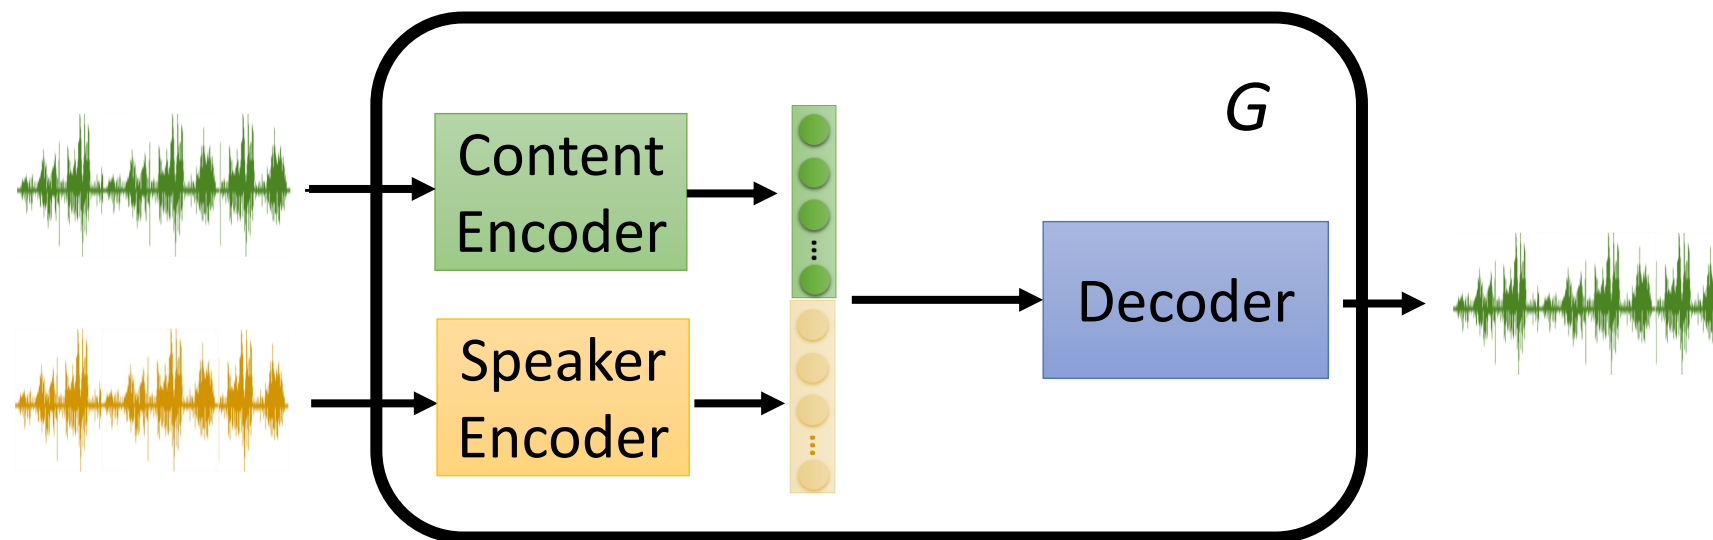 G
Content
Encoder
Decoder
Speaker
Encoder